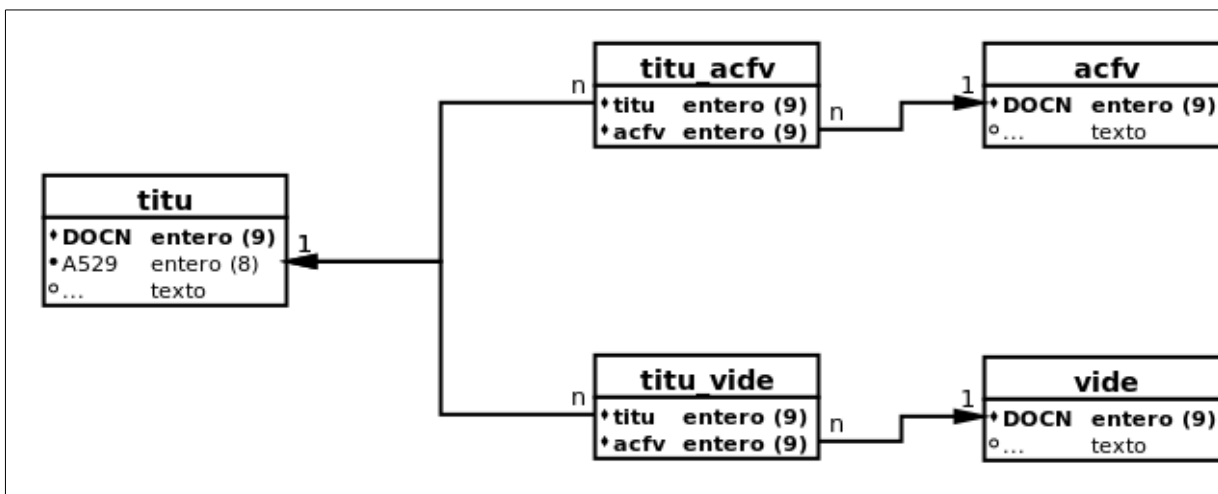 titu_acfv
n
titu entero (9)
acfv entero (9)
n
acfv
1
DOCN entero (9)
... texto
titu
DOCN entero (9)
A529 entero (8)
... texto
1
titu_vide
n
titu entero (9)
acfv entero (9)
n
vide
1
DOCN entero (9)
... texto